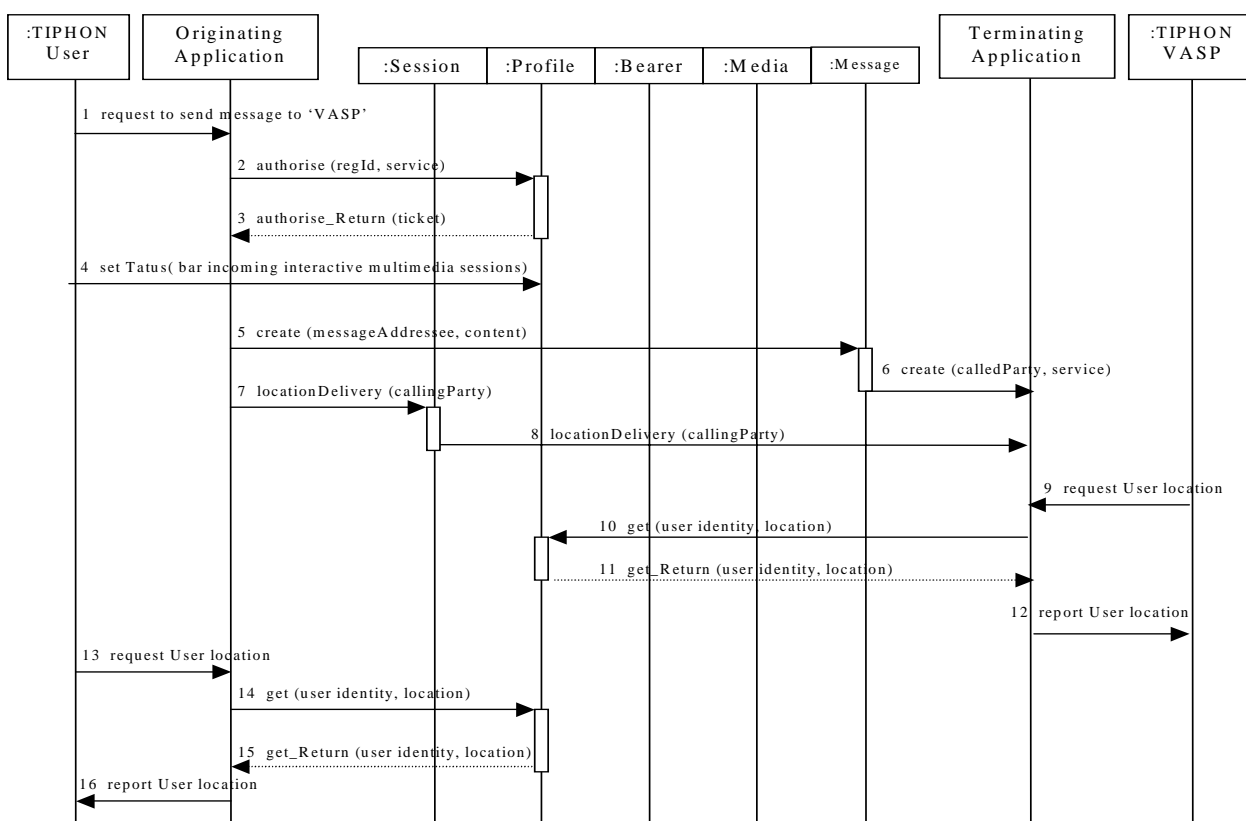 :TIPHON
User
Originating
Application
:Session
:Profile
:Bearer
:Media
:Message
Terminating
Application
:TIPHON
VASP
1 request to send message to ‘VASP’
2 authorise (regId, service)
3 authorise_Return (ticket)
4 set Tatus( bar incoming interactive multimedia sessions)
5 create (messageAddressee, content)
6 create (calledParty, service)
7 locationDelivery (callingParty)
8 locationDelivery (callingParty)
9 request User location
10 get (user identity, location)
11 get_Return (user identity, location)
12 report User location
13 request User location
14 get (user identity, location)
15 get_Return (user identity, location)
16 report User location